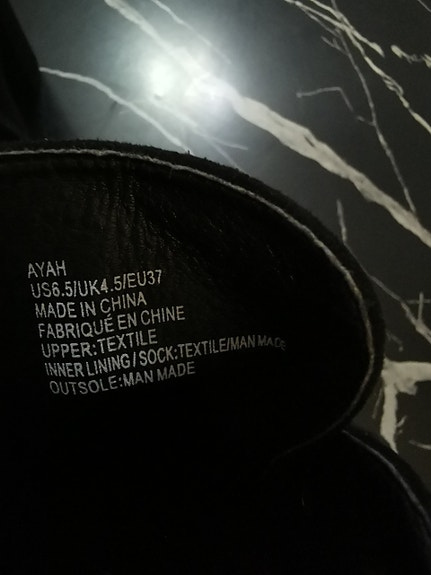 AYAH
US6.5/UK4.5/EU37
MADE IN CHINA
FABRIQUÉ EN CHINE
UPPER:TEXTILE
INNER LINING/SOCK:TEXTILE/MAN MADE
OUTSOLE:MAN MADE